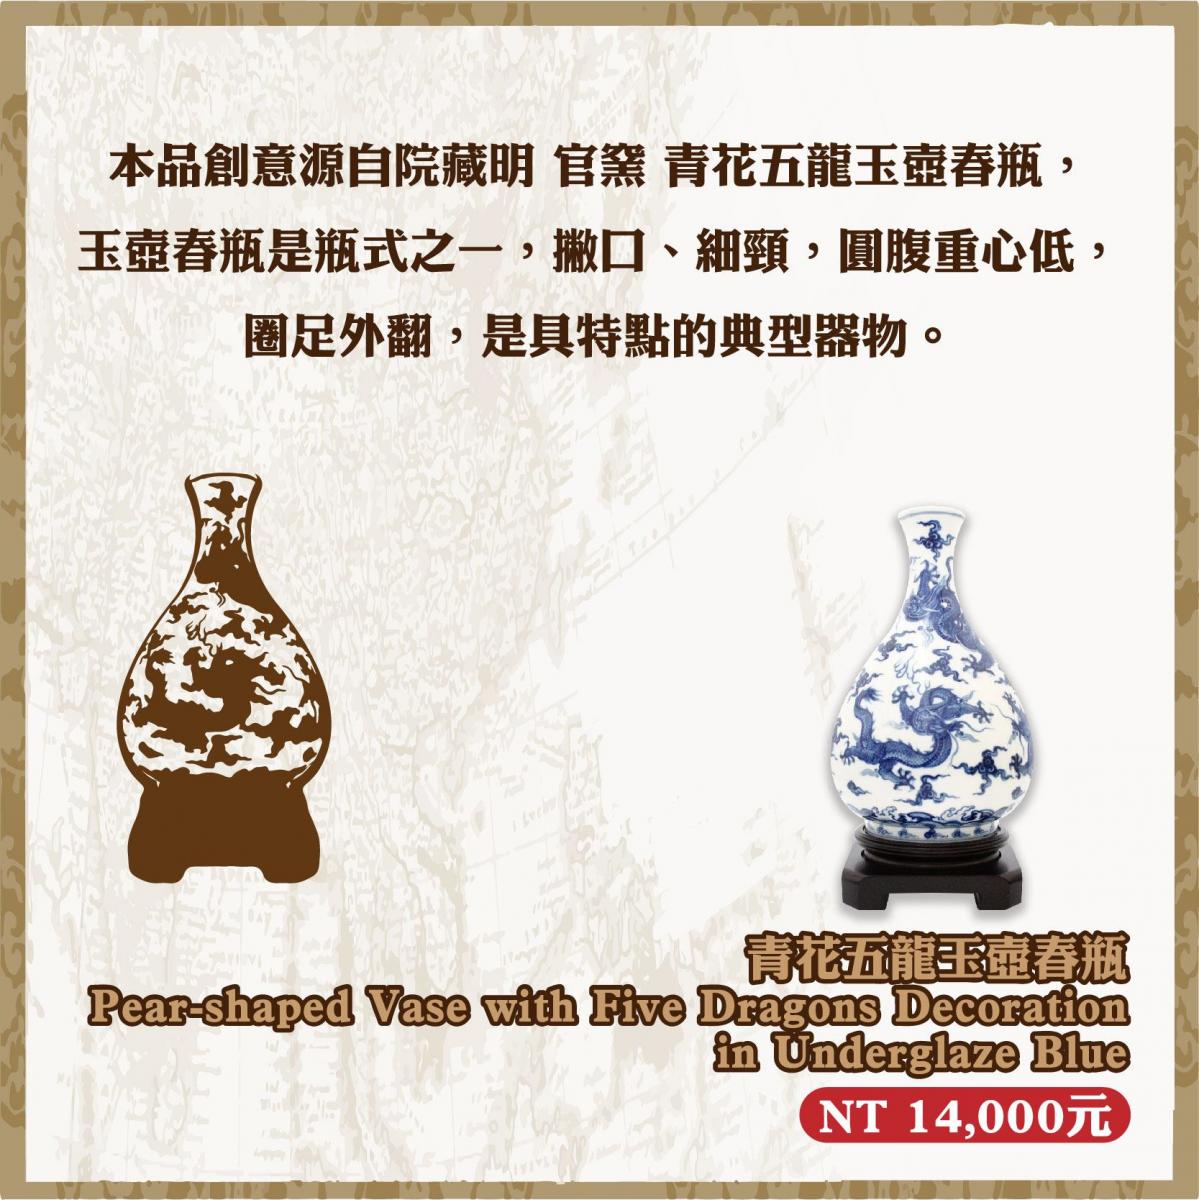 本品創意源自院藏明 官窯 青花五龍玉壺春瓶，
玉壺春瓶是瓶式之一，撇口、細頸，圓腹重心低，
圈足外翻，是具特點的典型器物。
青花五龍玉壺春瓶
Pear-shaped Vase with Five Dragons Decoration
in Underglaze Blue
NT 14,000元